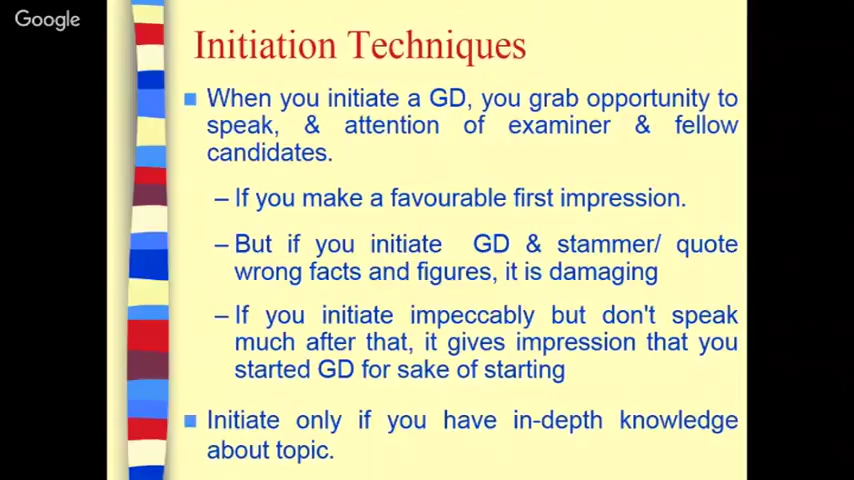 Google
Initiation Techniques
When you initiate a GD, you grab opportunity to
speak, & attention of examiner & fellow
candidates.
– If you make a favourable first impression.
– But if you initiate GD & stammer/ quote
wrong facts and figures, it is damaging
– If you initiate impeccably but don't speak
much after that, it gives impression that you
started GD for sake of starting
Initiate only if you have in-depth knowledge
about topic.